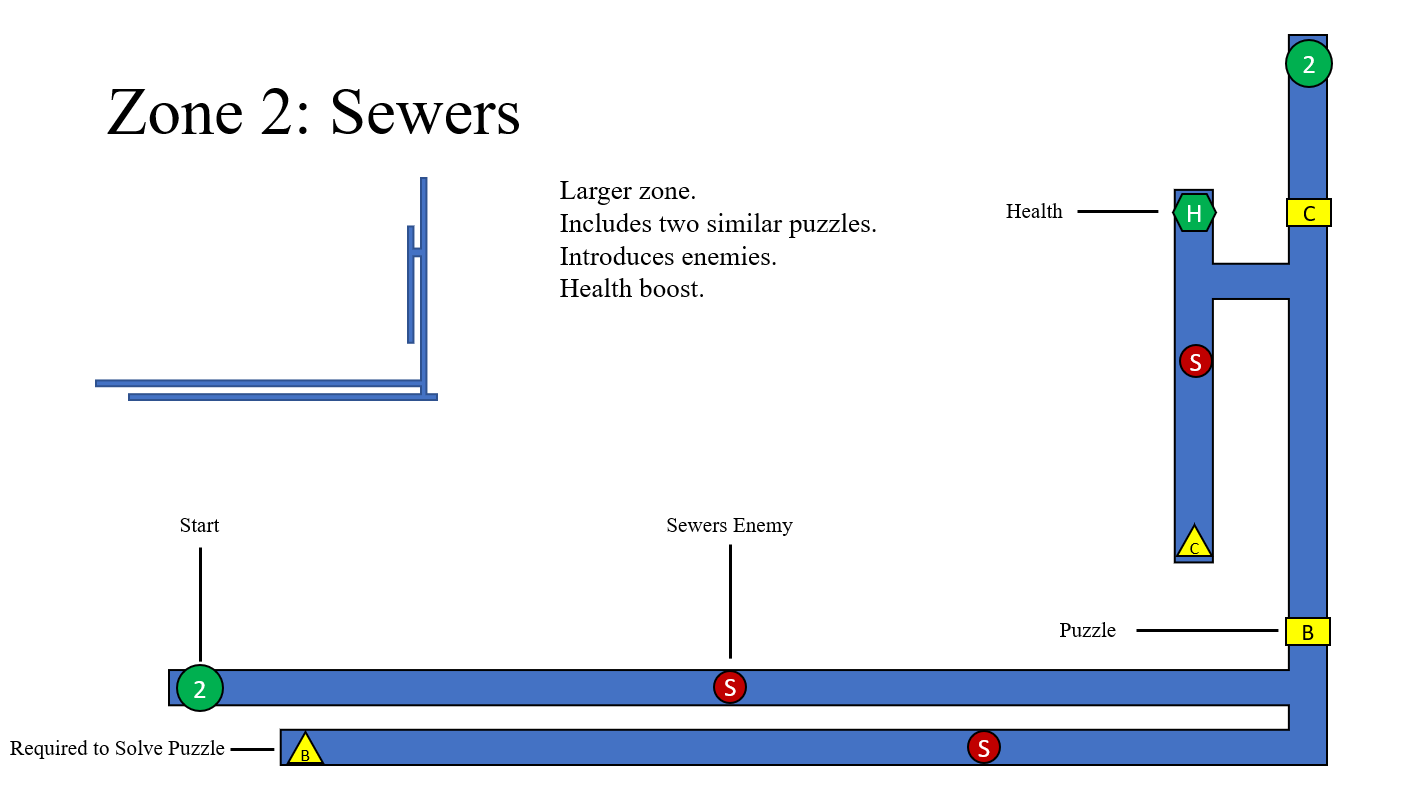 2
Zone 2: Sewers
Larger zone.
Includes two similar puzzles.
Introduces enemies.
Health boost.
Health
H
C
S
C
Start
Sewers Enemy
Puzzle
B
2
S
Required to Solve Puzzle
B
S